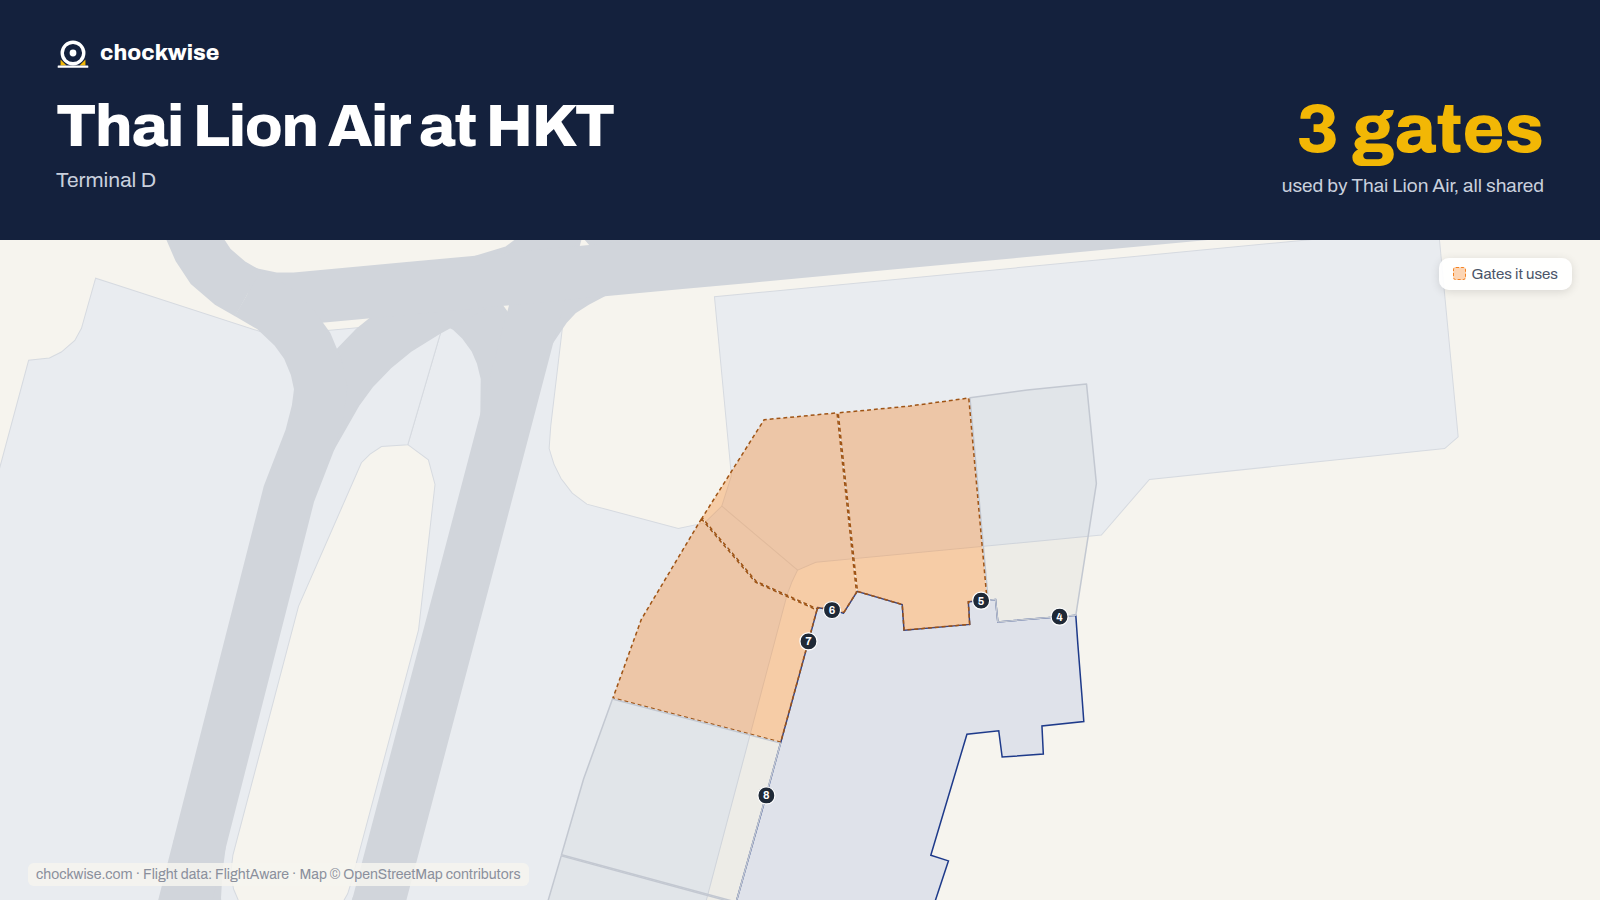 chockwise
Thai Lion Air at HKT
Terminal D
3 gates
used by Thai Lion Air, all shared
Gates it uses
5
6
4
7
8
chockwise.com · Flight data: FlightAware · Map © OpenStreetMap contributors